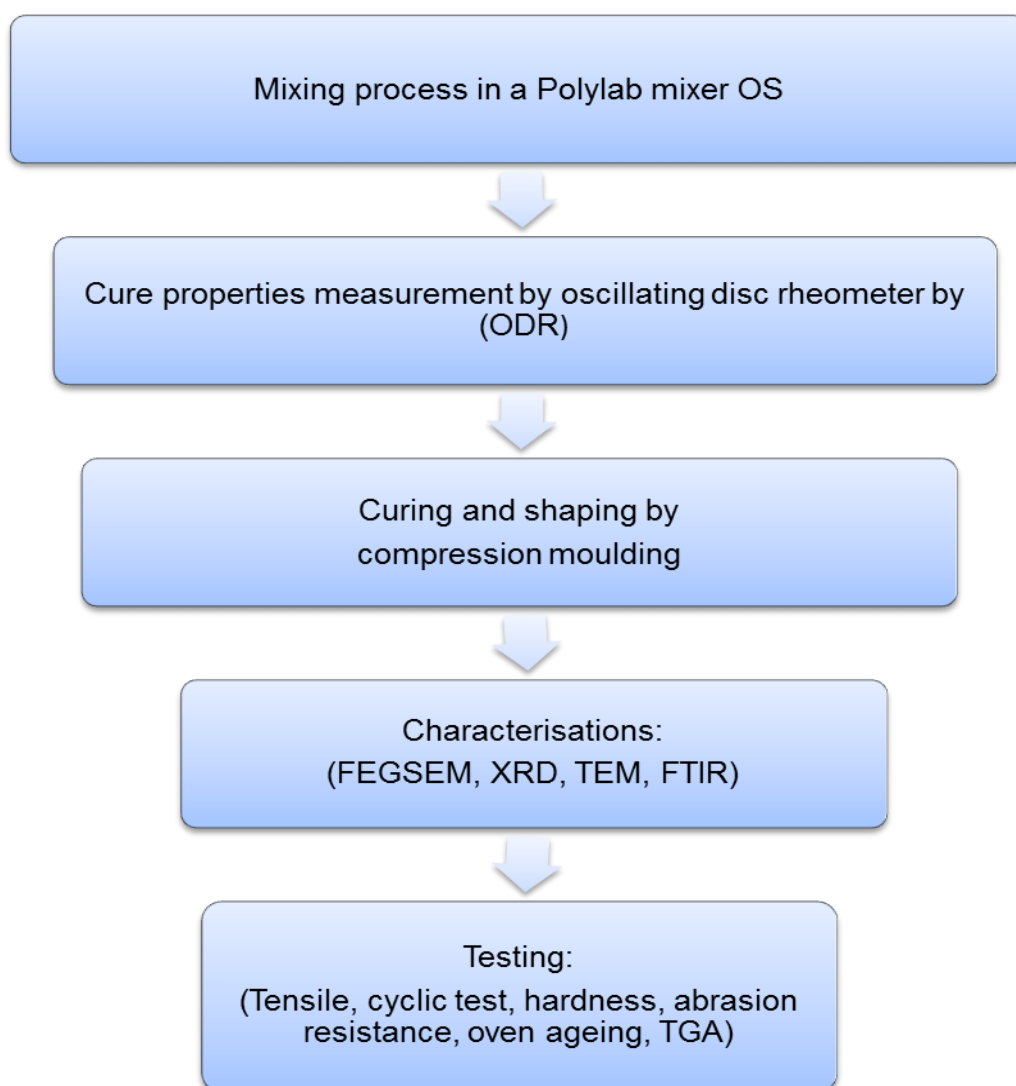 Mixing process in a Polylab mixer OS
Cure properties measurement by oscillating disc rheometer by
(ODR)
Curing and shaping by
compression moulding
Characterisations:
(FEGSEM, XRD, TEM, FTIR)
Testing:
(Tensile, cyclic test, hardness, abrasion
resistance, oven ageing, TGA)